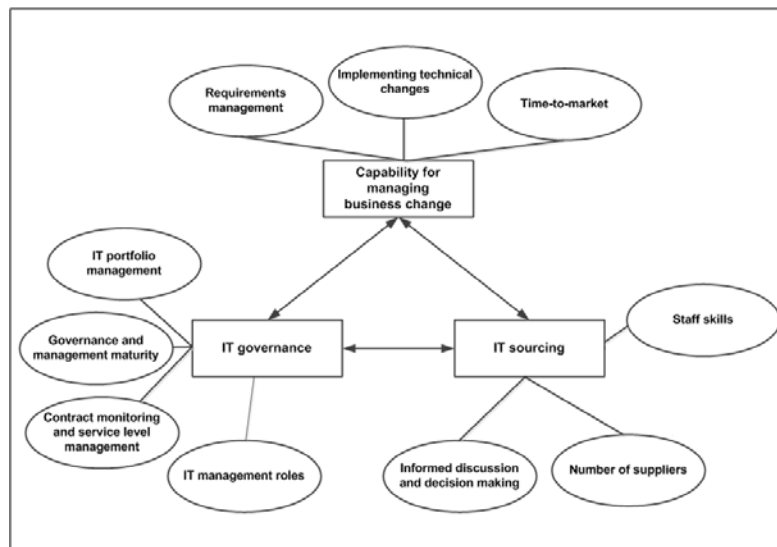 Requirements
management
Implementing technical
changes
Time-to-market
Capability for
managing
business change
IT portfolio
management
Governance and
management maturity
Contract monitoring
and service level
management
IT management roles
IT governance
IT sourcing
Staff skills
Informed discussion
and decision making
Number of suppliers